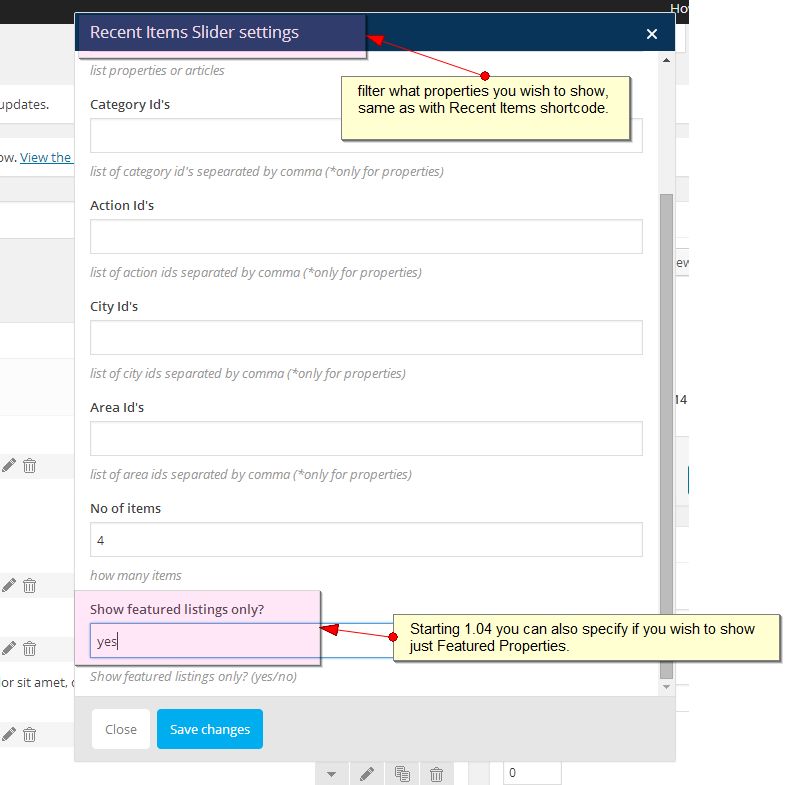 Ho
Recent Items Slider settings
×
list properties or articles
filter what properties you wish to show,
same as with Recent Items shortcode.
updates.
Category Id's
ow. View the
list of category id's sepearated by comma (*only for properties)
Action Id's
ew
list of action ids separated by comma (*only for properties)
City Id's
list of city ids separated by comma (*only for properties)
14
Area Id's
list of area ids separated by comma (*only for properties)
No of items
4
how many items
Show featured listings only?
yes
Starting 1.04 you can also specify if you wish to show
just Featured Properties.
Show featured listings only? (yes/no)
or sit amet, c
Close
Save changes
0